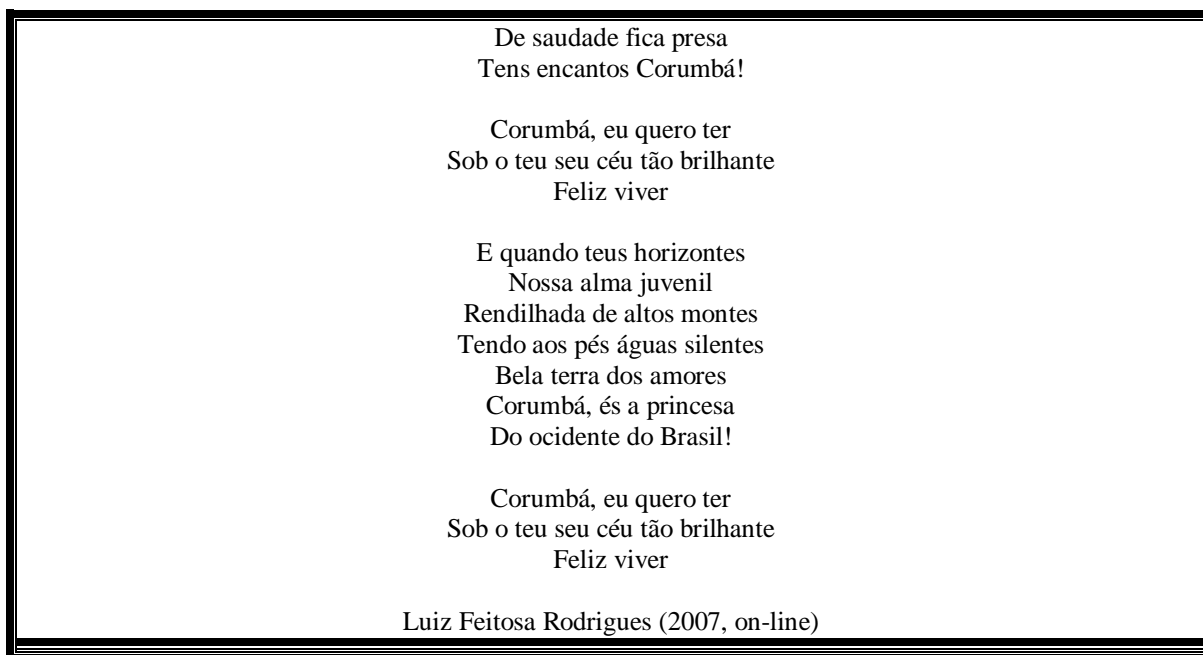 De saudade fica presa
Tens encantos Corumbá!
Corumbá, eu quero ter
Sob o teu seu céu tão brilhante
Feliz viver
E quando teus horizontes
Nossa alma juvenil
Rendilhada de altos montes
Tendo aos pés águas silentes
Bela terra dos amores
Corumbá, és a princesa
Do ocidente do Brasil!
Corumbá, eu quero ter
Sob o teu seu céu tão brilhante
Feliz viver
Luiz Feitosa Rodrigues (2007, on-line)